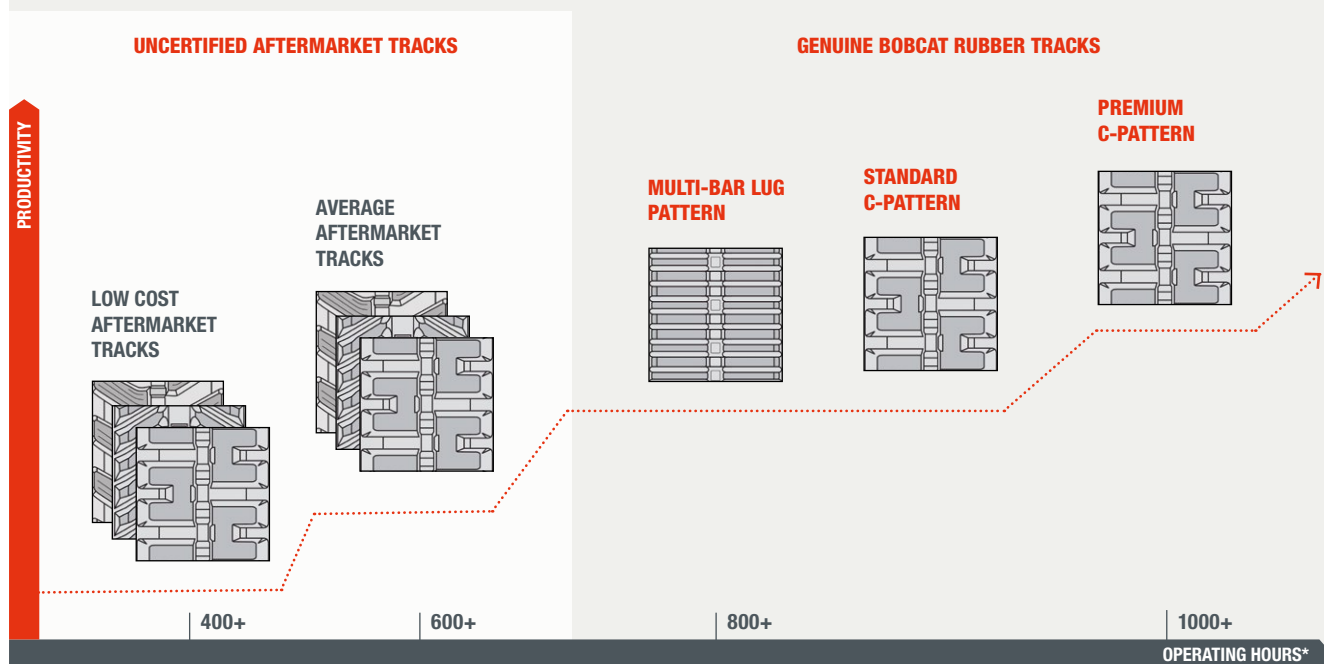 UNCERTIFIED AFTERMARKET TRACKS
GENUINE BOBCAT RUBBER TRACKS
PRODUCTIVITY
LOW COST
AFTERMARKET
TRACKS
AVERAGE
AFTERMARKET
TRACKS
MULTI-BAR LUG
PATTERN
STANDARD
C-PATTERN
PREMIUM
C-PATTERN
400+
600+
800+
1000+
OPERATING HOURS*